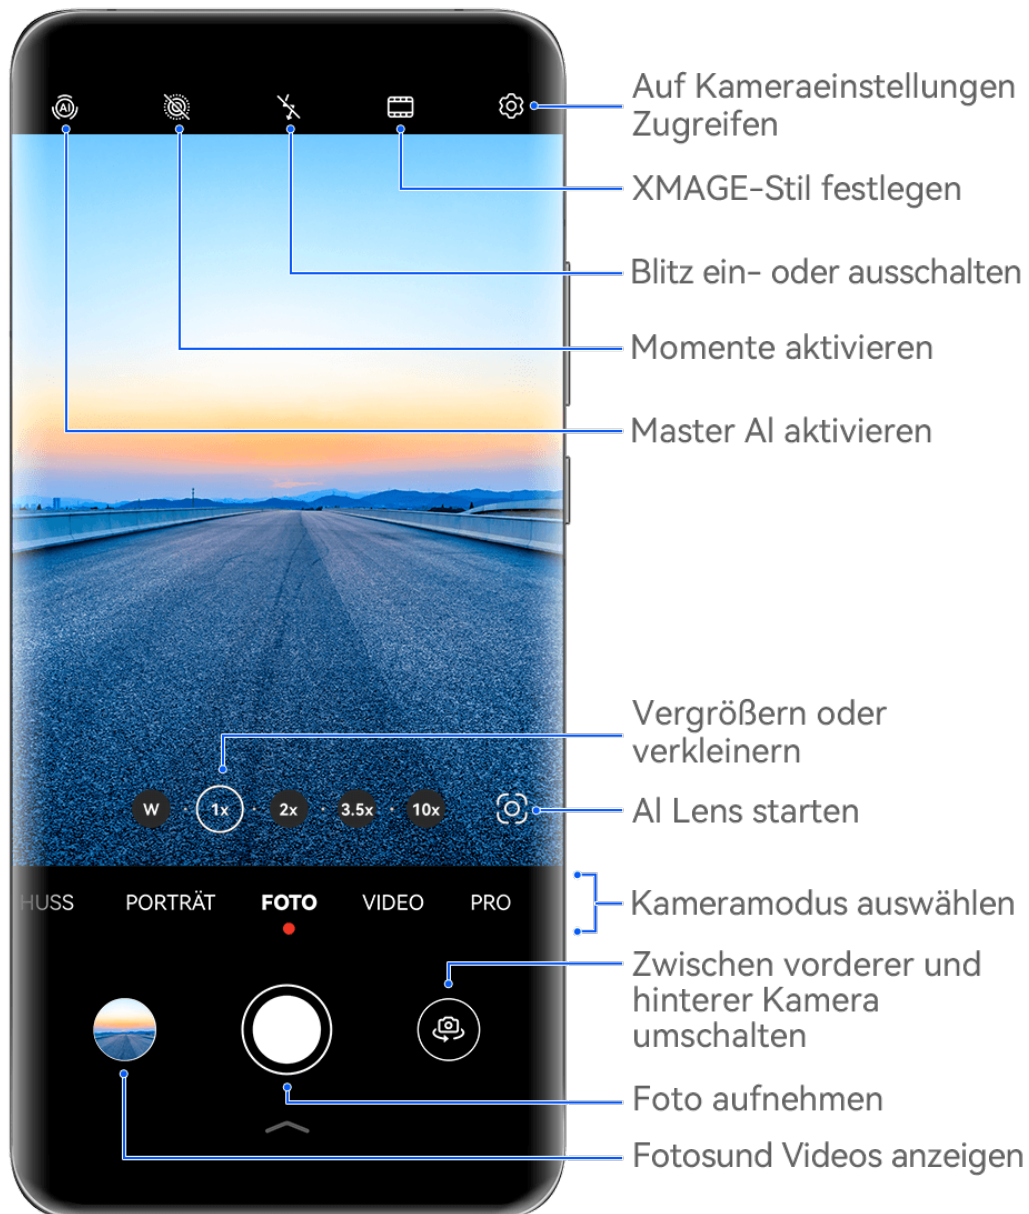 AI
Auf Kameraeinstellungen
Zugreifen
XMAGE-Stil festlegen
Blitz ein- oder ausschalten
Momente aktivieren
Master Al aktivieren
Vergrößern oder
verkleinern
W
1x
2x
3.5x
10x
Al Lens starten
HUSS
PORTRÄT
FOTO
VIDEO
PRO
Kameramodus auswählen
Zwischen vorderer und
hinterer Kamera
umschalten
Foto aufnehmen
Fotosund Videos anzeigen